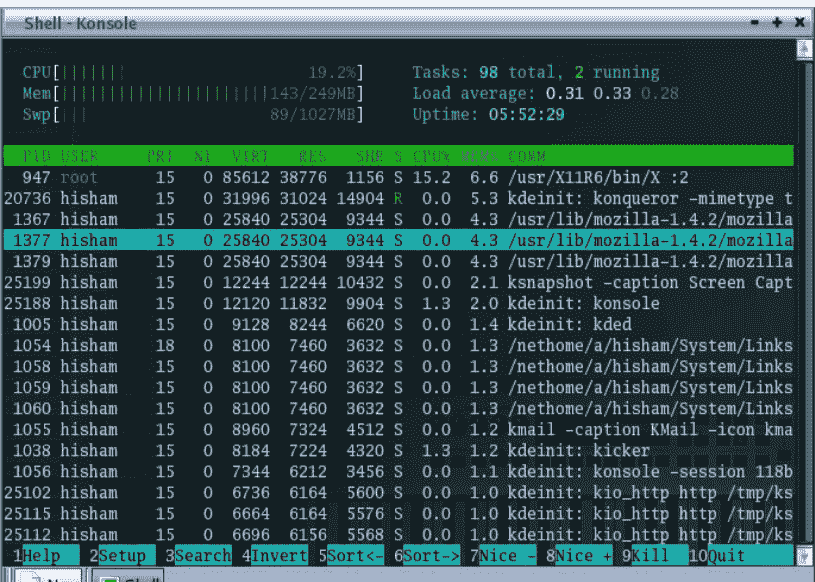 Shell - Konsole
CPU[||||||| 19.2%] Tasks: 98 total, 2 running
Mem[||||||||||||||||||||||143/249MB] Load average: 0.31 0.33 0.28
Swp[||| 89/1027MB] Uptime: 05:52:29
PID USER PRI NI VIRT RES SHR S CPU% MEM% COMM
947 root 15 0 85612 38776 1156 S 15.2 6.6 /usr/X11R6/bin/X :2
20736 hisham 15 0 31996 31024 14904 R 0.0 5.3 kdeinit: konqueror -mimetype t
1367 hisham 15 0 25840 25304 9344 S 0.0 4.3 /usr/lib/mozilla-1.4.2/mozilla
1377 hisham 15 0 25840 25304 9344 S 0.0 4.3 /usr/lib/mozilla-1.4.2/mozilla
1379 hisham 15 0 25840 25304 9344 S 0.0 4.3 /usr/lib/mozilla-1.4.2/mozilla
25199 hisham 15 0 12244 12244 10432 S 0.0 2.1 ksnapshot -caption Screen Capt
25188 hisham 15 0 12120 11832 9904 S 1.3 2.0 kdeinit: konsole
1005 hisham 15 0 9128 8244 6620 S 0.0 1.4 kdeinit: kded
1054 hisham 18 0 8100 7460 3632 S 0.0 1.3 /nethome/a/hisham/System/Links
1058 hisham 15 0 8100 7460 3632 S 0.0 1.3 /nethome/a/hisham/System/Links
1059 hisham 15 0 8100 7460 3632 S 0.0 1.3 /nethome/a/hisham/System/Links
1060 hisham 15 0 8100 7460 3632 S 0.0 1.3 /nethome/a/hisham/System/Links
1055 hisham 15 0 8960 7324 4512 S 0.0 1.2 kmail -caption KMail -icon kma
1038 hisham 15 0 8184 7224 4320 S 1.3 1.2 kdeinit: kicker
1056 hisham 15 0 7344 6212 3456 S 0.0 1.1 kdeinit: konsole -session 118b
25102 hisham 15 0 6736 6164 5600 S 0.0 1.0 kdeinit: kio_http http /tmp/ks
25115 hisham 15 0 6664 6164 5576 S 0.0 1.0 kdeinit: kio_http http /tmp/ks
25112 hisham 15 0 6696 6156 5568 S 0.0 1.0 kdeinit: kio_http http /tmp/ks
1Help 2Setup 3Search 4Invert 5Sort<- 6Sort-> 7Nice - 8Nice + 9Kill 10Quit